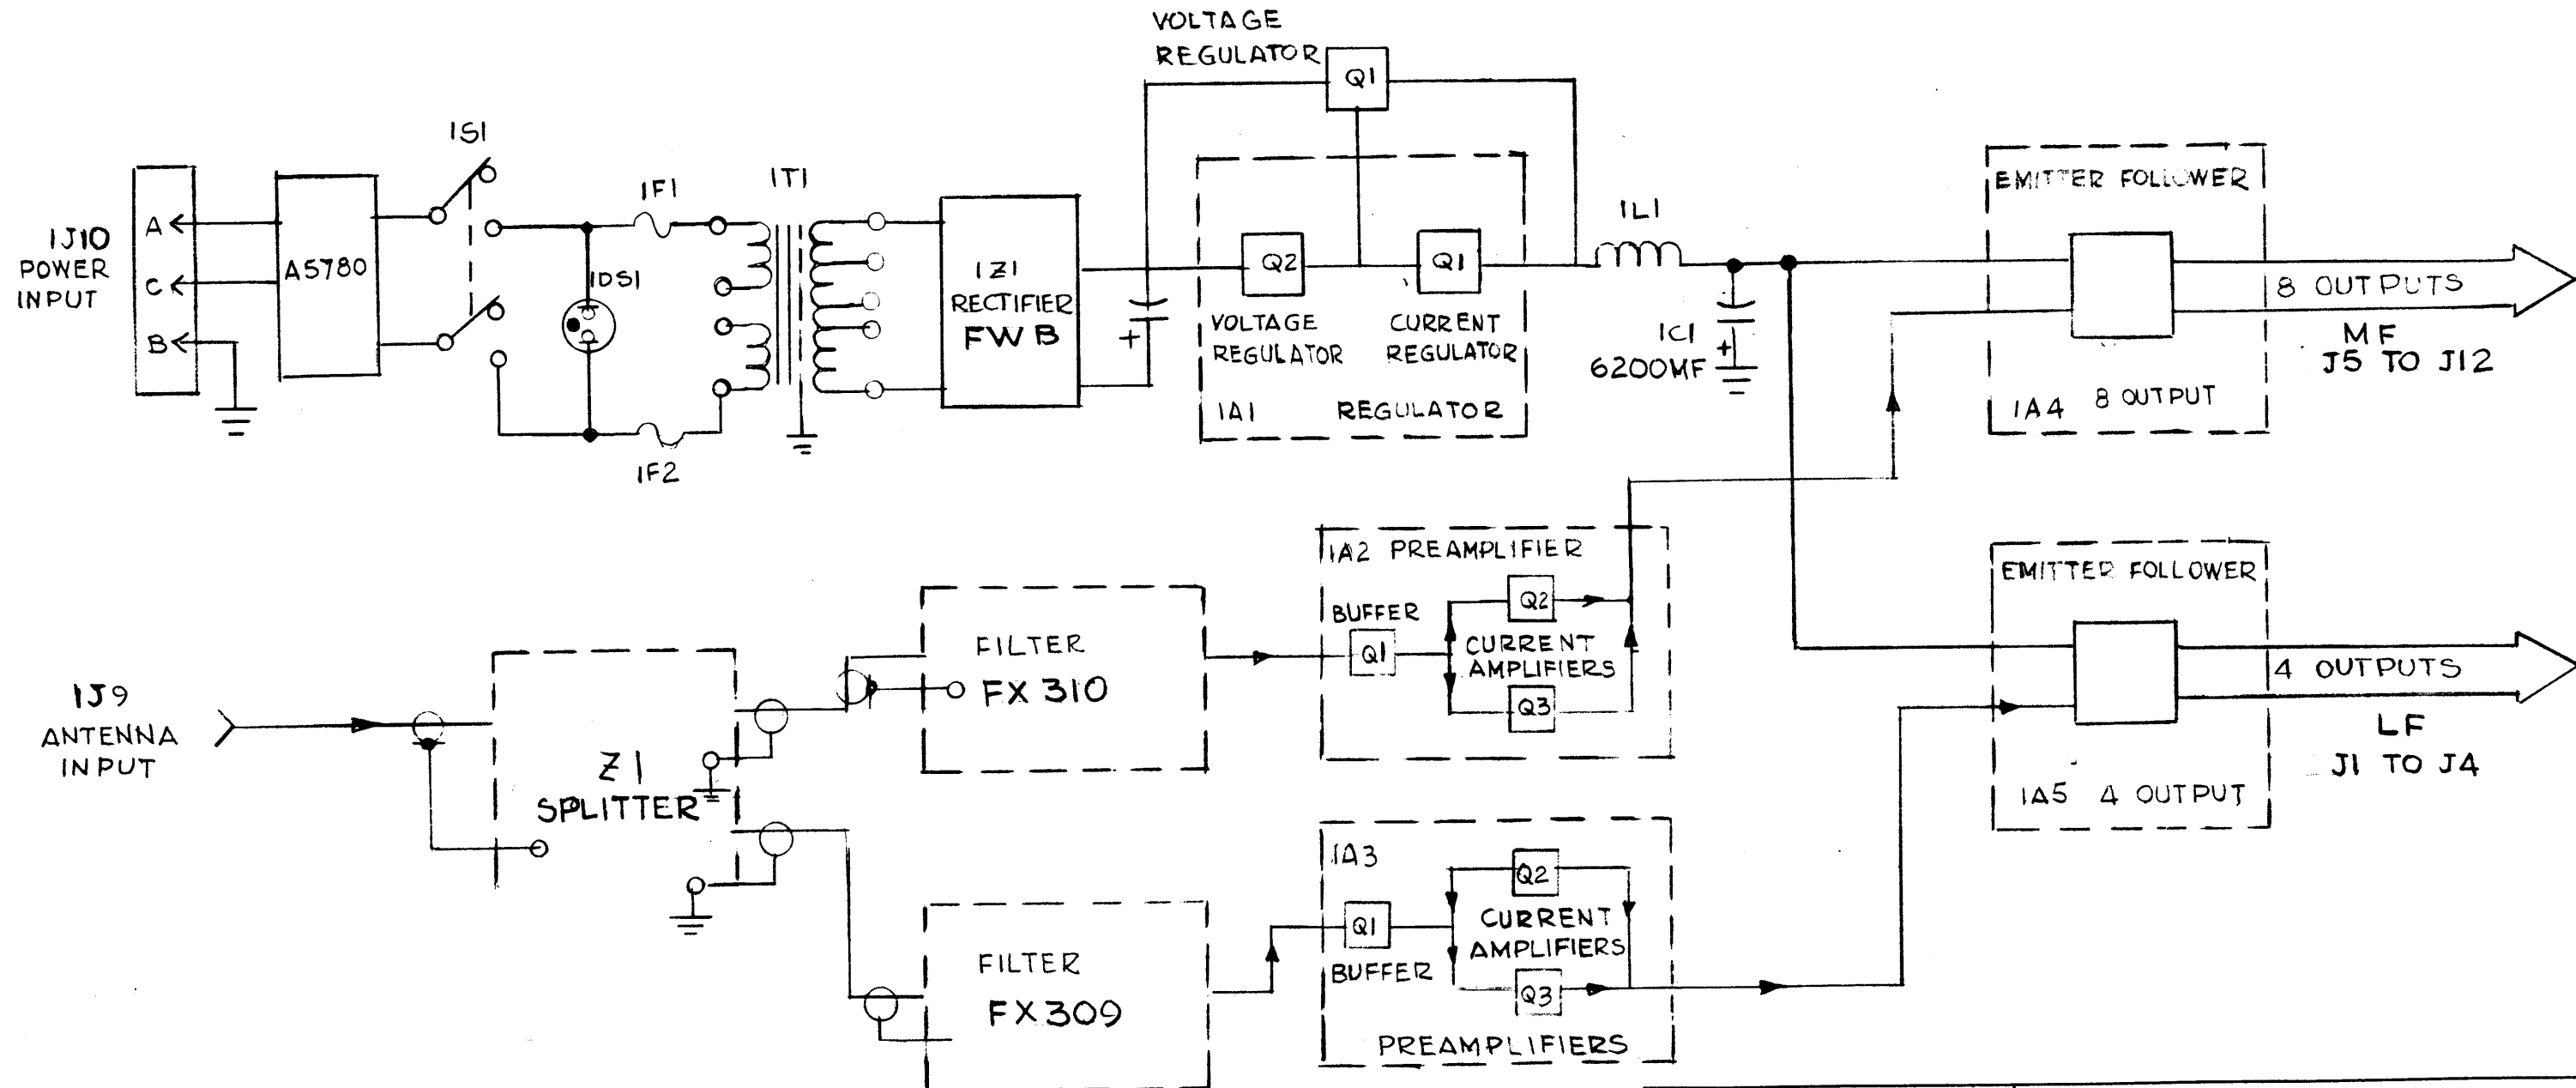 VOLTAGE
REGULATOR
Q1
1S1
1J10
POWER
INPUT
A
C
B
A5780
1F1
1DS1
1F2
1T1
1Z1
RECTIFIER
FWB
+
Q2
Q1
VOLTAGE
REGULATOR
CURRENT
REGULATOR
1A1 REGULATOR
1L1
1C1
6200MF
+
EMITTER FOLLOWER
1A4 8 OUTPUT
8 OUTPUTS
MF
J5 TO J12
1J9
ANTENNA
INPUT
Z1
SPLITTER
FILTER
FX 310
1A2 PREAMPLIFIER
BUFFER
Q1
Q2
CURRENT
AMPLIFIERS
Q3
EMITTER FOLLOWER
1A5 4 OUTPUT
4 OUTPUTS
LF
J1 TO J4
FILTER
FX309
1A3
Q1
BUFFER
Q2
CURRENT
AMPLIFIERS
Q3
PREAMPLIFIERS